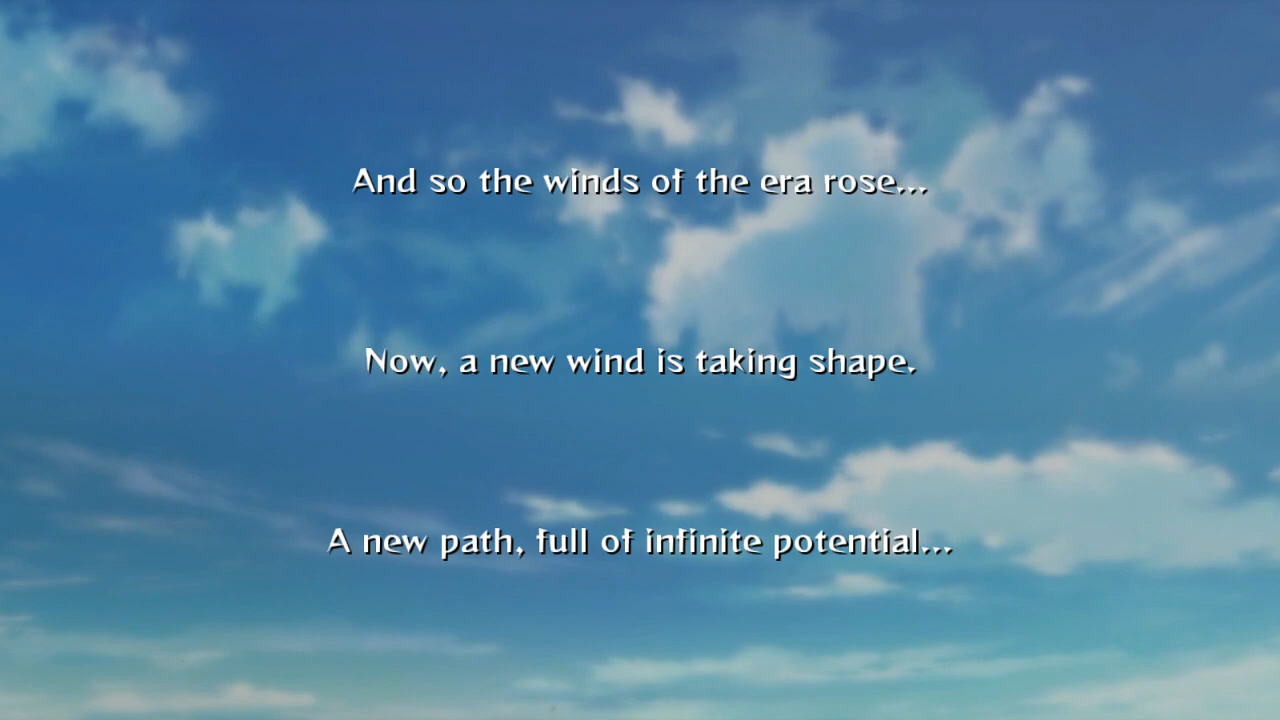 And so the winds of the era rose...
Now, a new wind is taking shape.
A new path, full of infinite potential...